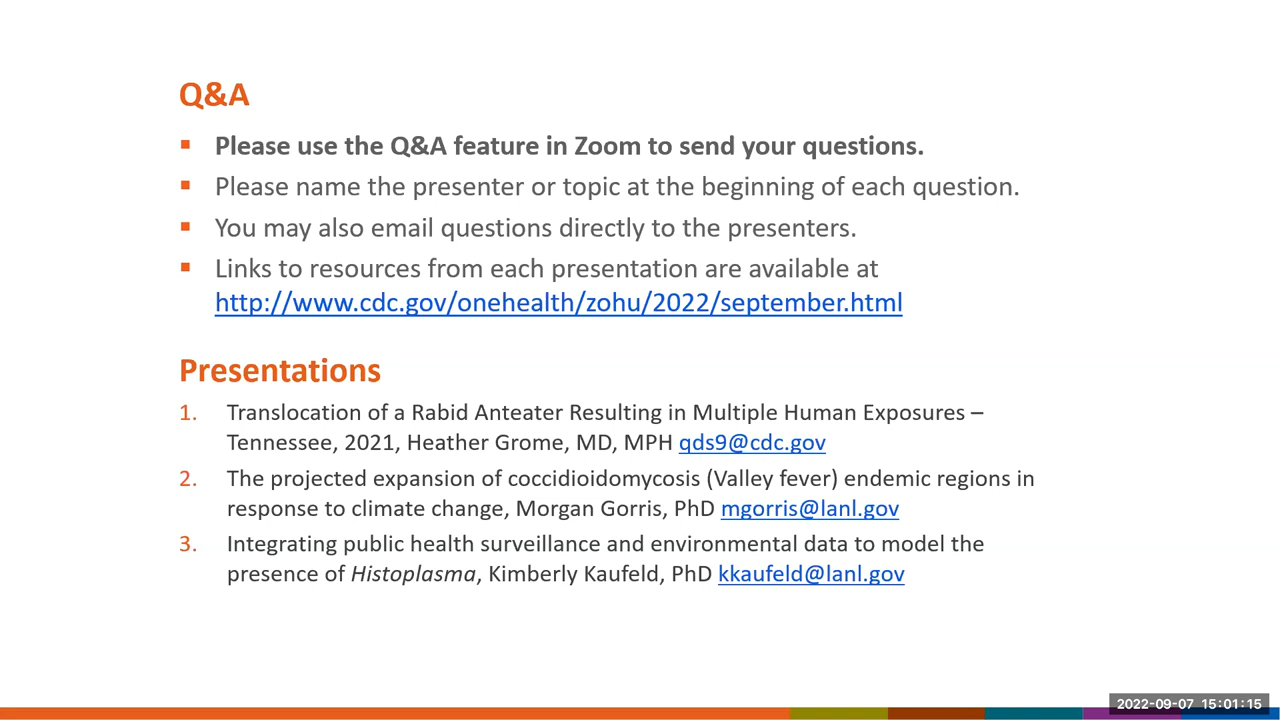 Q&A
▪ Please use the Q&A feature in Zoom to send your questions.
▪ Please name the presenter or topic at the beginning of each question.
▪ You may also email questions directly to the presenters.
▪ Links to resources from each presentation are available at
http://www.cdc.gov/onehealth/zohu/2022/september.html
Presentations
1. Translocation of a Rabid Anteater Resulting in Multiple Human Exposures –
Tennessee, 2021, Heather Grome, MD, MPH qds9@cdc.gov
2. The projected expansion of coccidioidomycosis (Valley fever) endemic regions in
response to climate change, Morgan Gorris, PhD mgorris@lanl.gov
3. Integrating public health surveillance and environmental data to model the
presence of Histoplasma, Kimberly Kaufeld, PhD kkaufeld@lanl.gov
2022-09-07 15:01:15